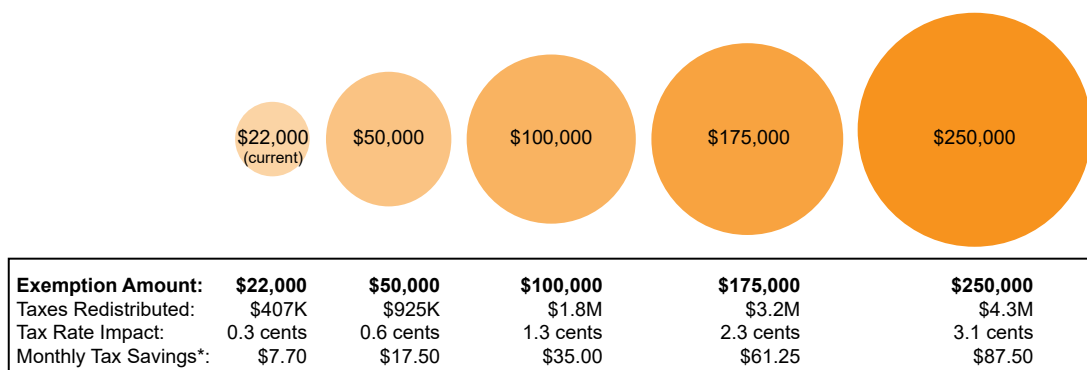 $22,000 $50,000 $100,000 $175,000 $250,000
(current)
Exemption Amount: $22,000 $50,000 $100,000 $175,000 $250,000
Taxes Redistributed: $407K $925K $1.8M $3.2M $4.3M
Tax Rate Impact: 0.3 cents 0.6 cents 1.3 cents 2.3 cents 3.1 cents
Monthly Tax Savings*: $7.70 $17.50 $35.00 $61.25 $87.50